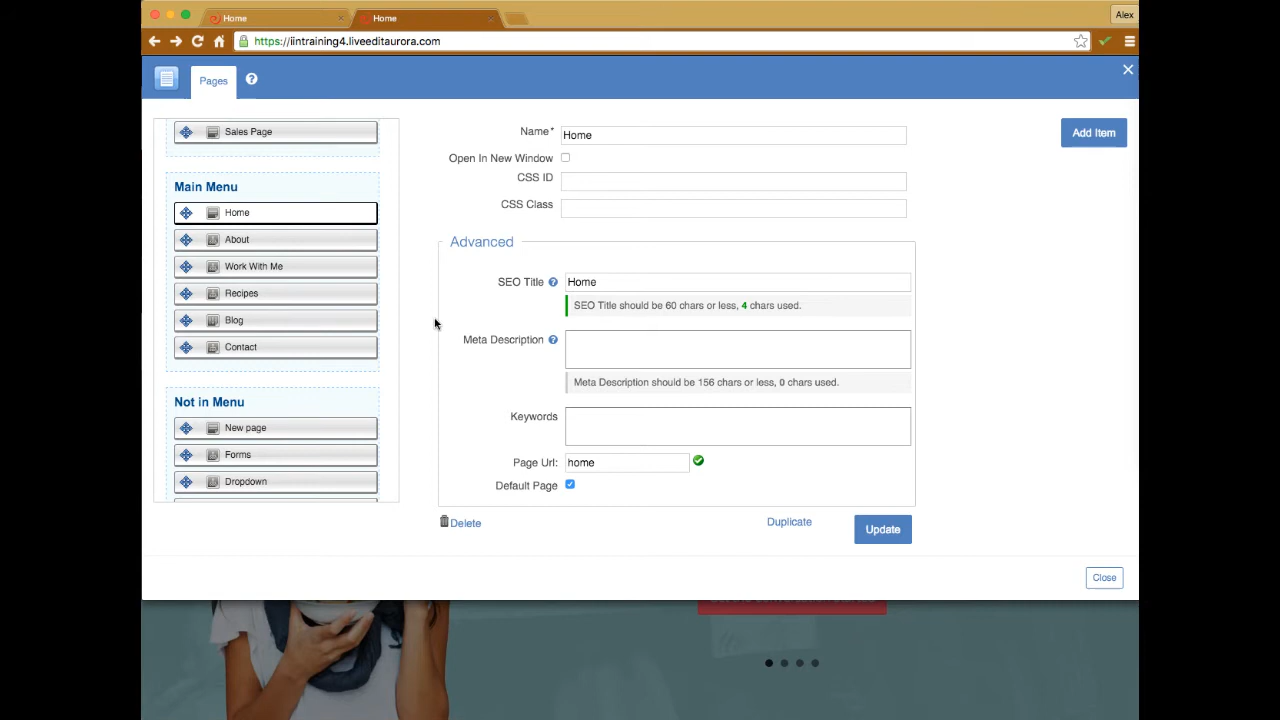 Home
Home
Alex
https://iintraining4.liveeditaurora.com
Pages
Sales Page
Main Menu
Home
About
Work With Me
Recipes
Blog
Contact
Not in Menu
New page
Forms
Dropdown
Name* Home
Open In New Window
CSS ID
CSS Class
Add Item
Advanced
SEO Title Home
SEO Title should be 60 chars or less, 4 chars used.
Meta Description
Meta Description should be 156 chars or less, 0 chars used.
Keywords
Page Url: home
Default Page
Delete
Duplicate
Update
Close